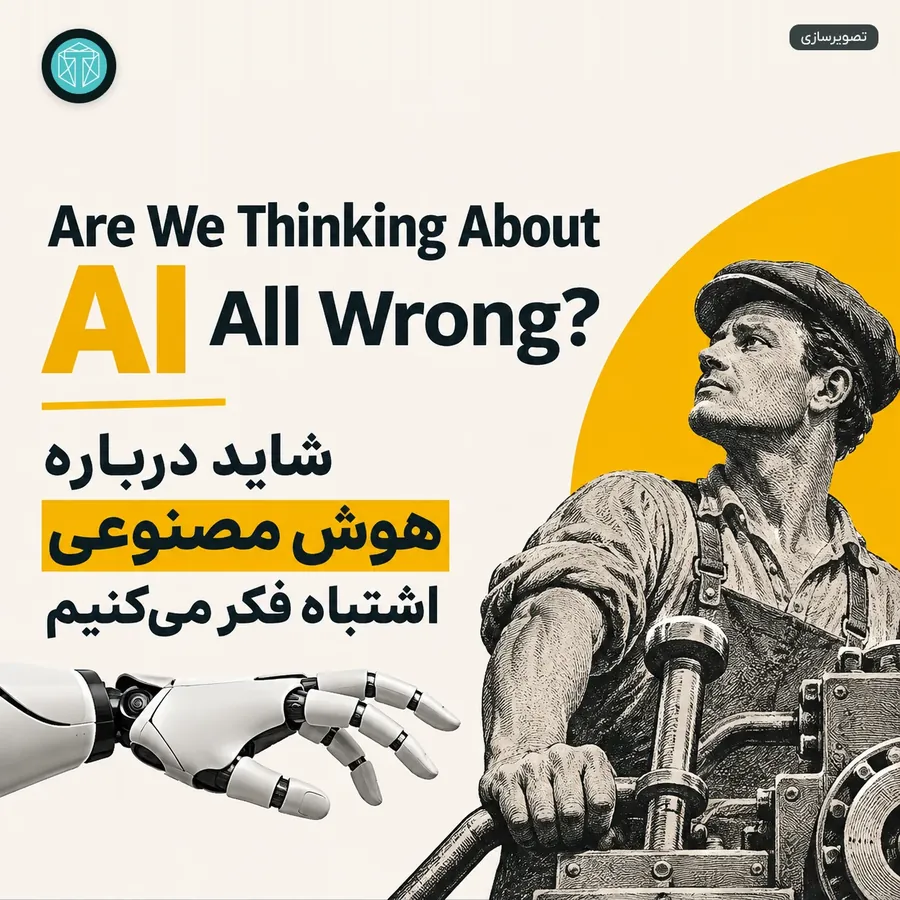 تصویرسازی
Are We Thinking About
AI All Wrong?
شاید درباره
هوش مصنوعی
اشتباه فکر می‌کنیم